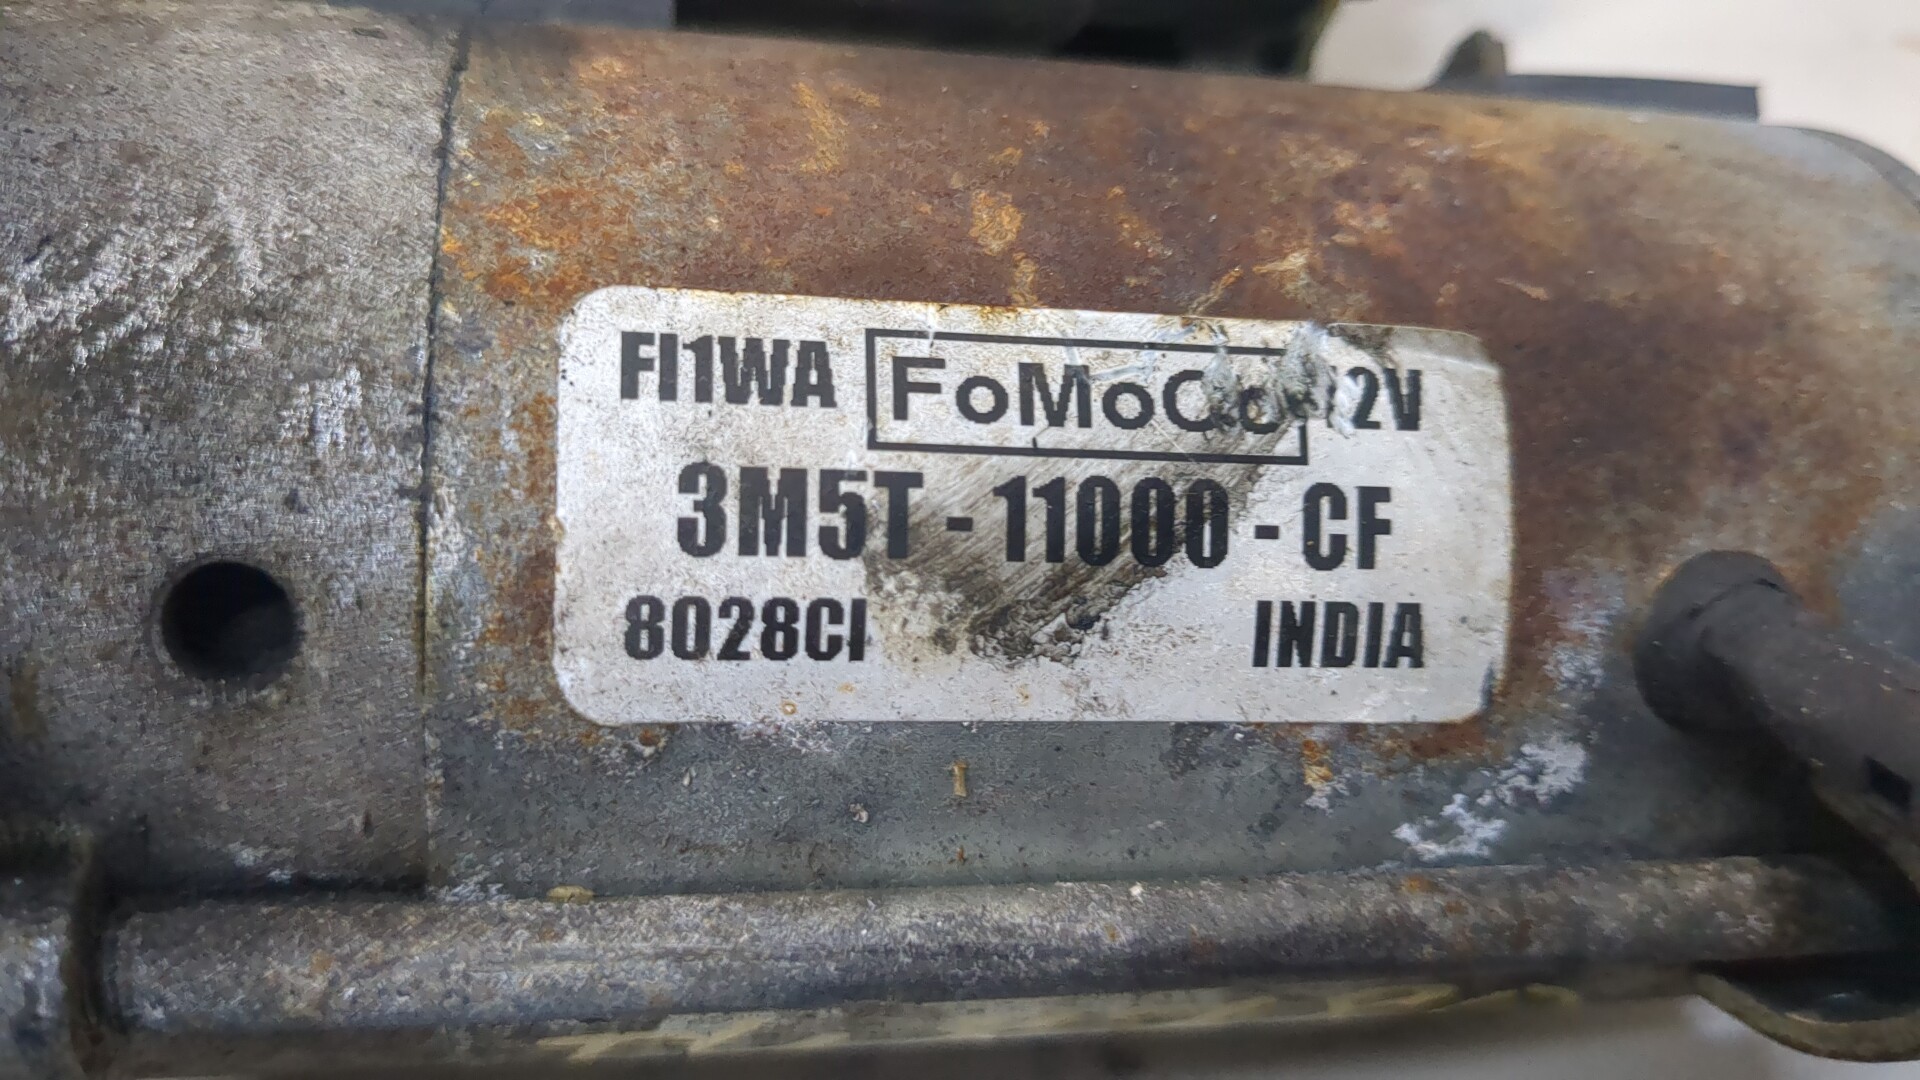 FI1WA FoMoCo 12V
3M5T - 11000 - CF
8028CI INDIA